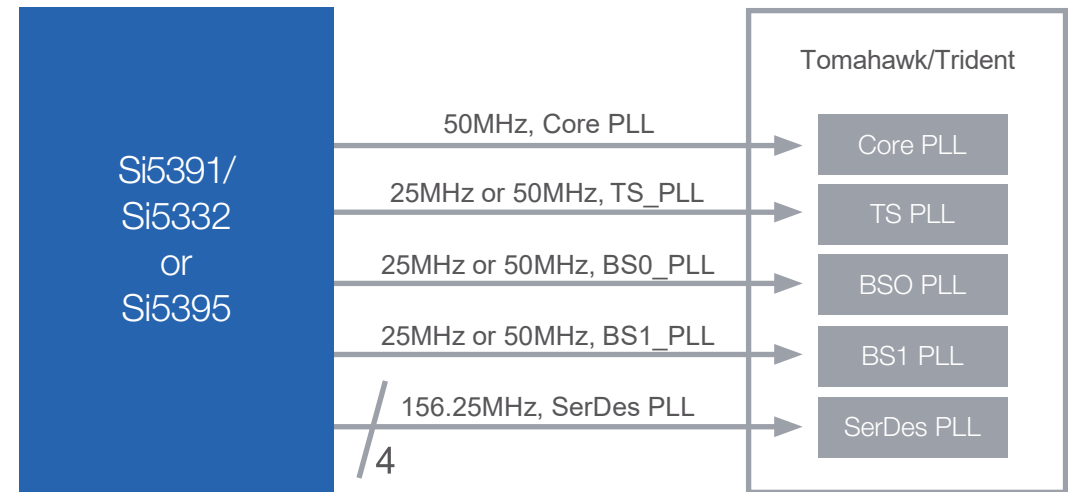 Si5391/
Si5332
or
Si5395
Tomahawk/Trident
50MHz, Core PLL
Core PLL
25MHz or 50MHz, TS_PLL
TS PLL
25MHz or 50MHz, BS0_PLL
BSO PLL
25MHz or 50MHz, BS1_PLL
BS1 PLL
156.25MHz, SerDes PLL
SerDes PLL
4